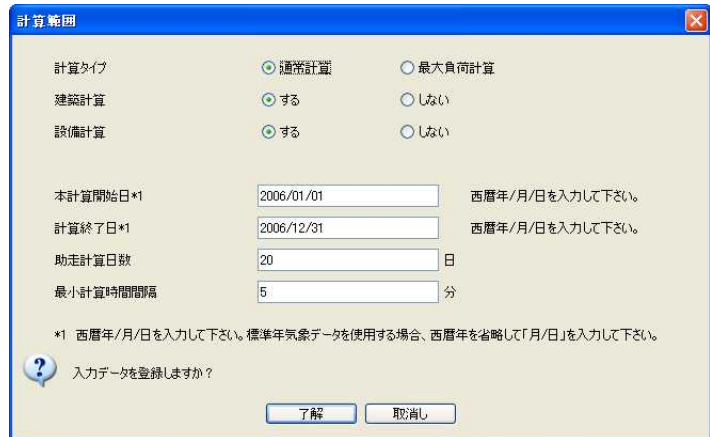 計算範囲
計算タイプ 通常計算 最大負荷計算
建築計算 する しない
設備計算 する しない
本計算開始日*1 2006/01/01 西暦年/月/日を入力して下さい。
計算終了日*1 2006/12/31 西暦年/月/日を入力して下さい。
助走計算日数 20 日
最小計算時間間隔 5 分
*1 西暦年/月/日を入力して下さい。標準年気象データを使用する場合、西暦年を省略して「月/日」を入力して下さい。
入力データを登録しますか？
了解 取消し